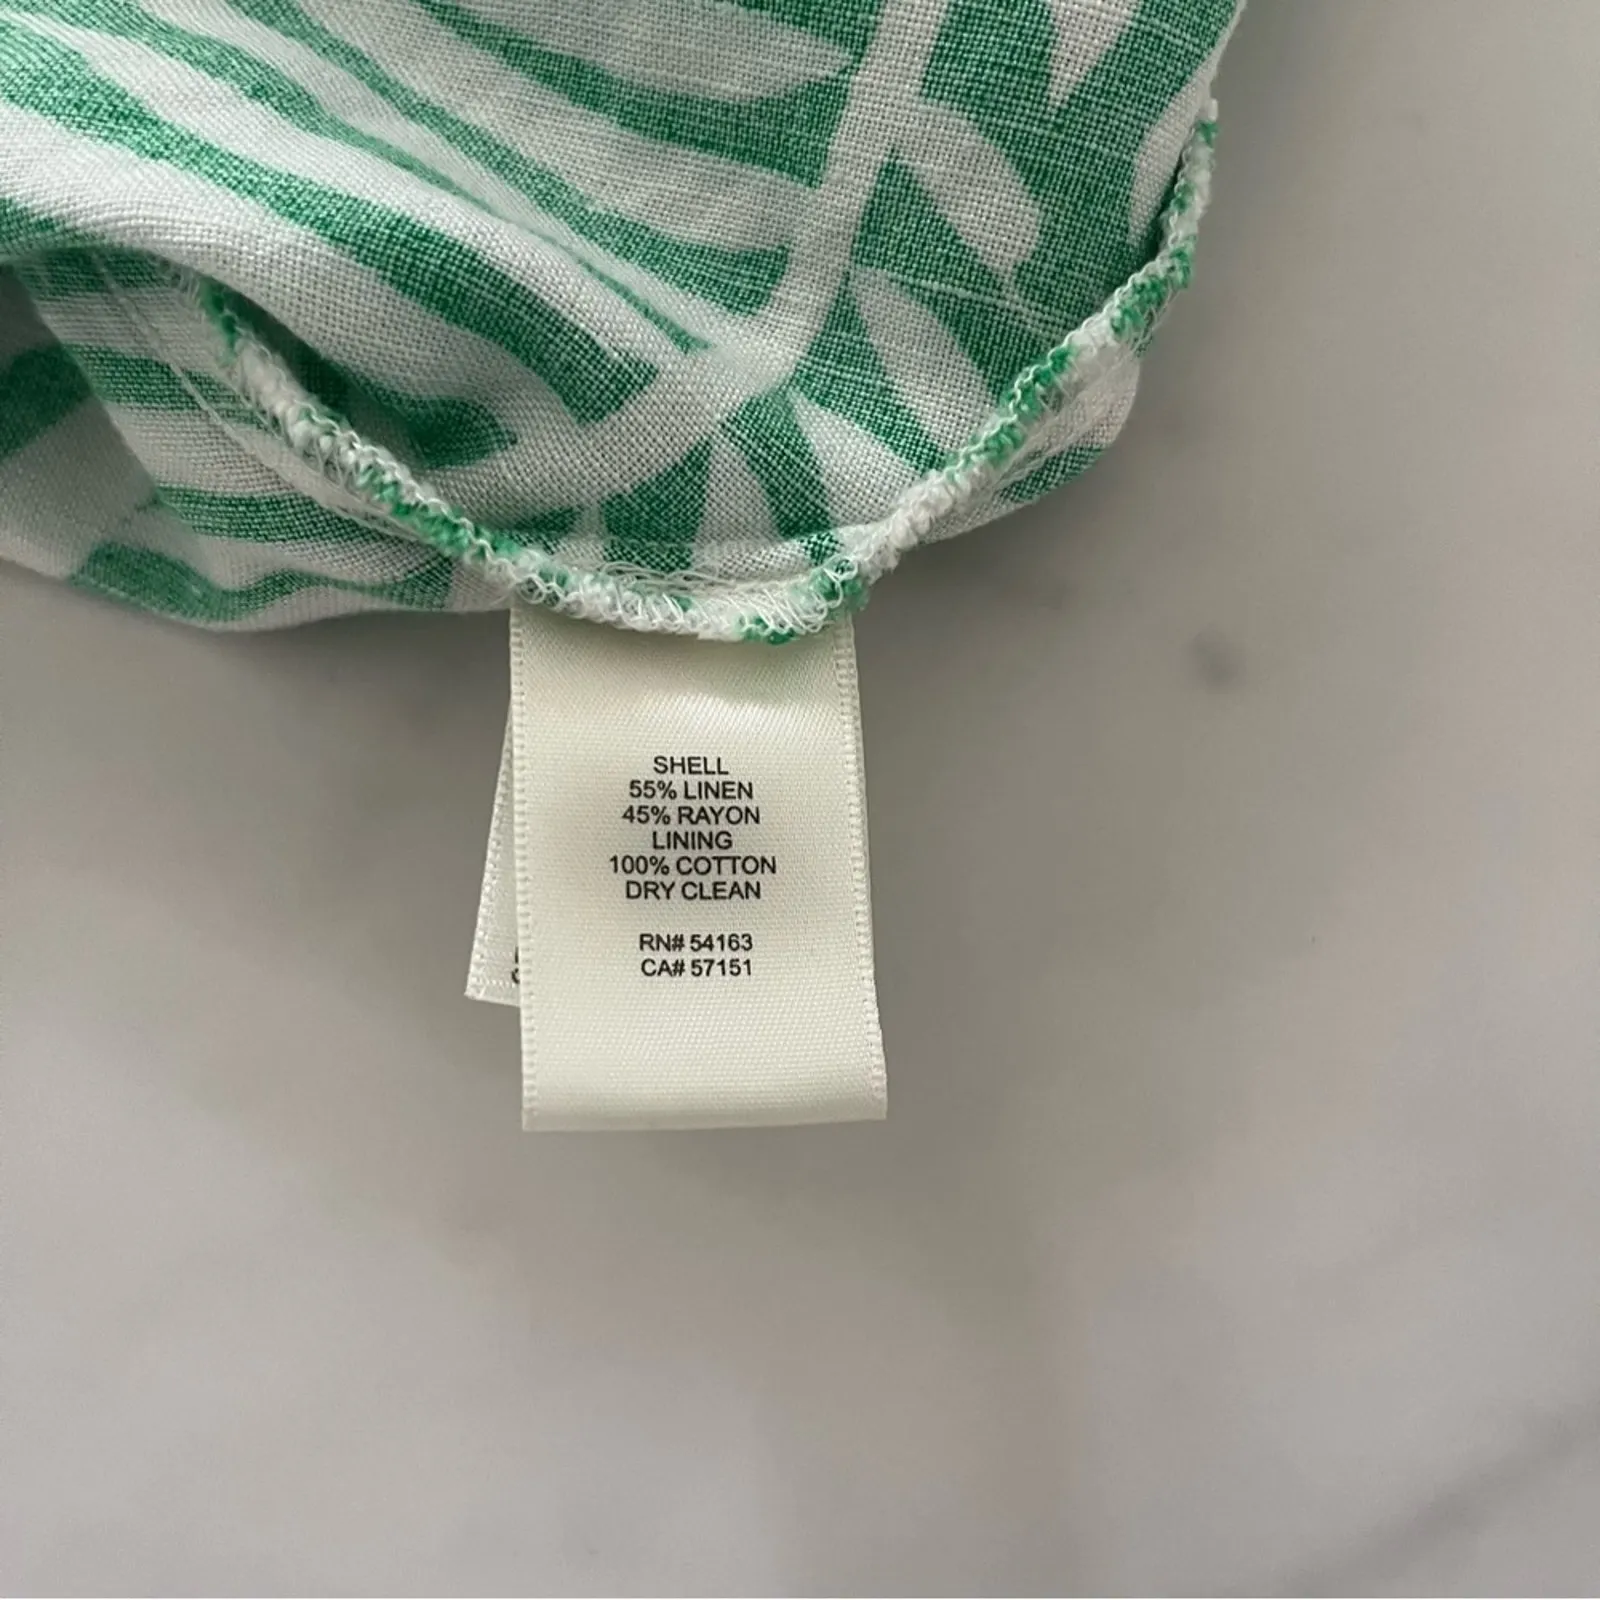 SHELL
55% LINEN
45% RAYON
LINING
100% COTTON
DRY CLEAN
RN# 54163
CA# 57151